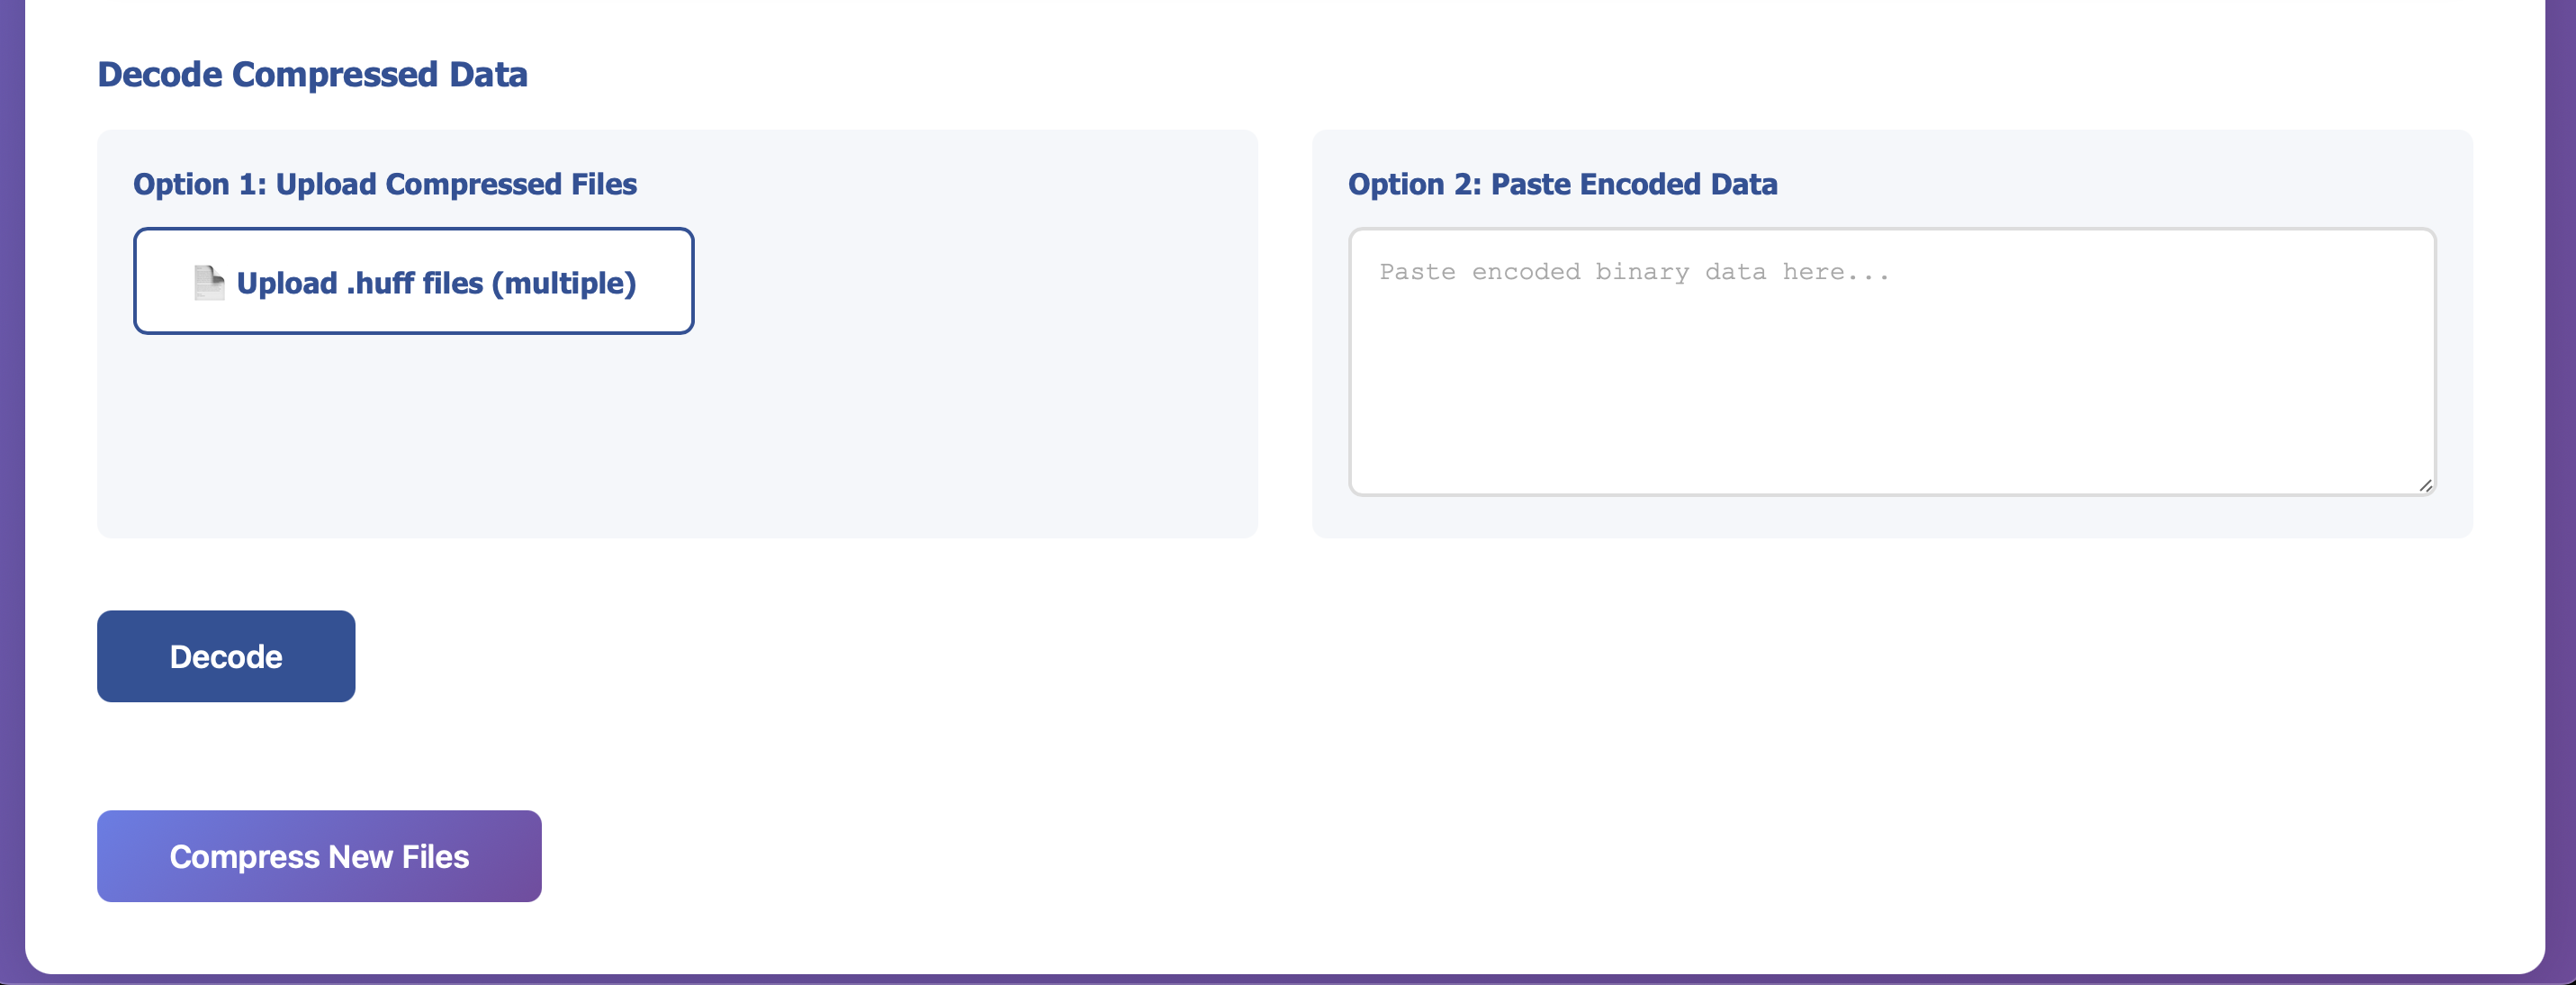 Decode Compressed Data
Option 1: Upload Compressed Files
Upload .huff files (multiple)
Option 2: Paste Encoded Data
Paste encoded binary data here...
Decode
Compress New Files